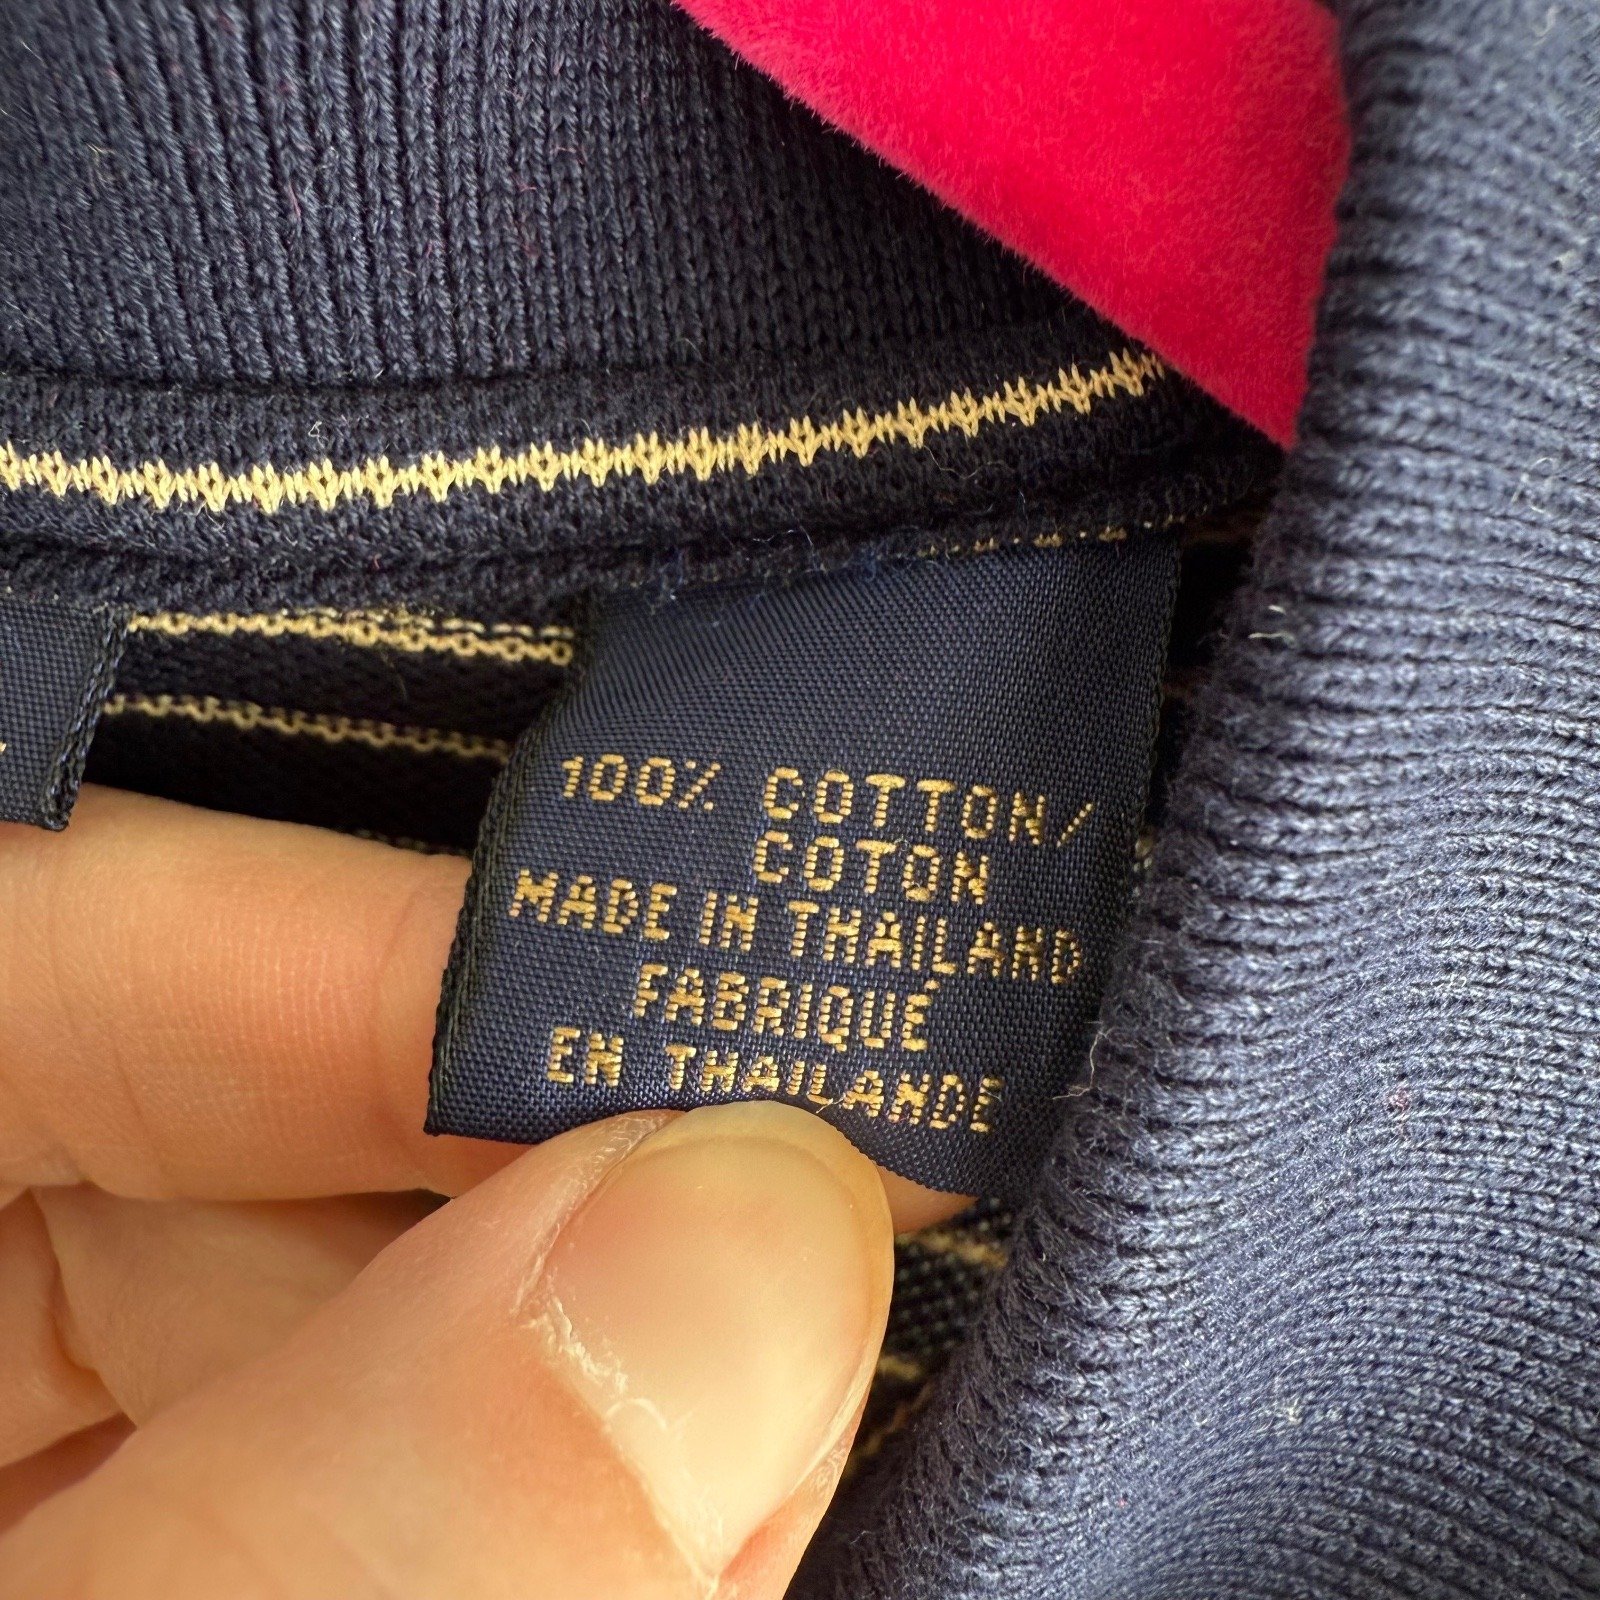 100% COTTON/
COTON
MADE IN THAILAND
FABRIQUÉ
EN THAILANDE